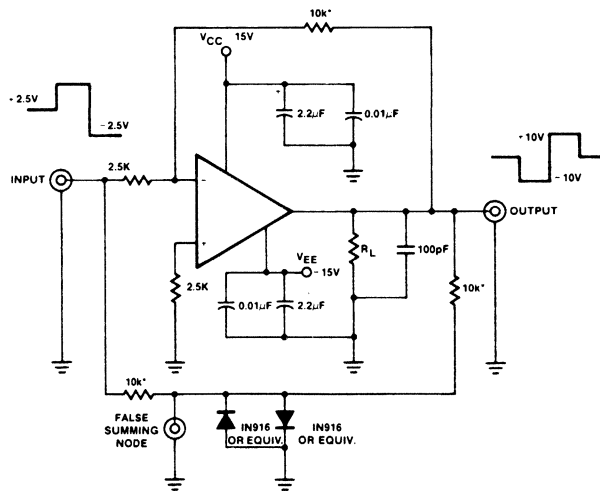 10k*
VCC 15V
+2.5V
−2.5V
2.2µF
0.01µF
+10V
−10V
2.5K
INPUT
−
+
OUTPUT
VEE
−15V
RL
100pF
2.5K
0.01µF
2.2µF
10k*
10k*
FALSE
SUMMING
NODE
IN916
OR EQUIV.
IN916
OR EQUIV.
+